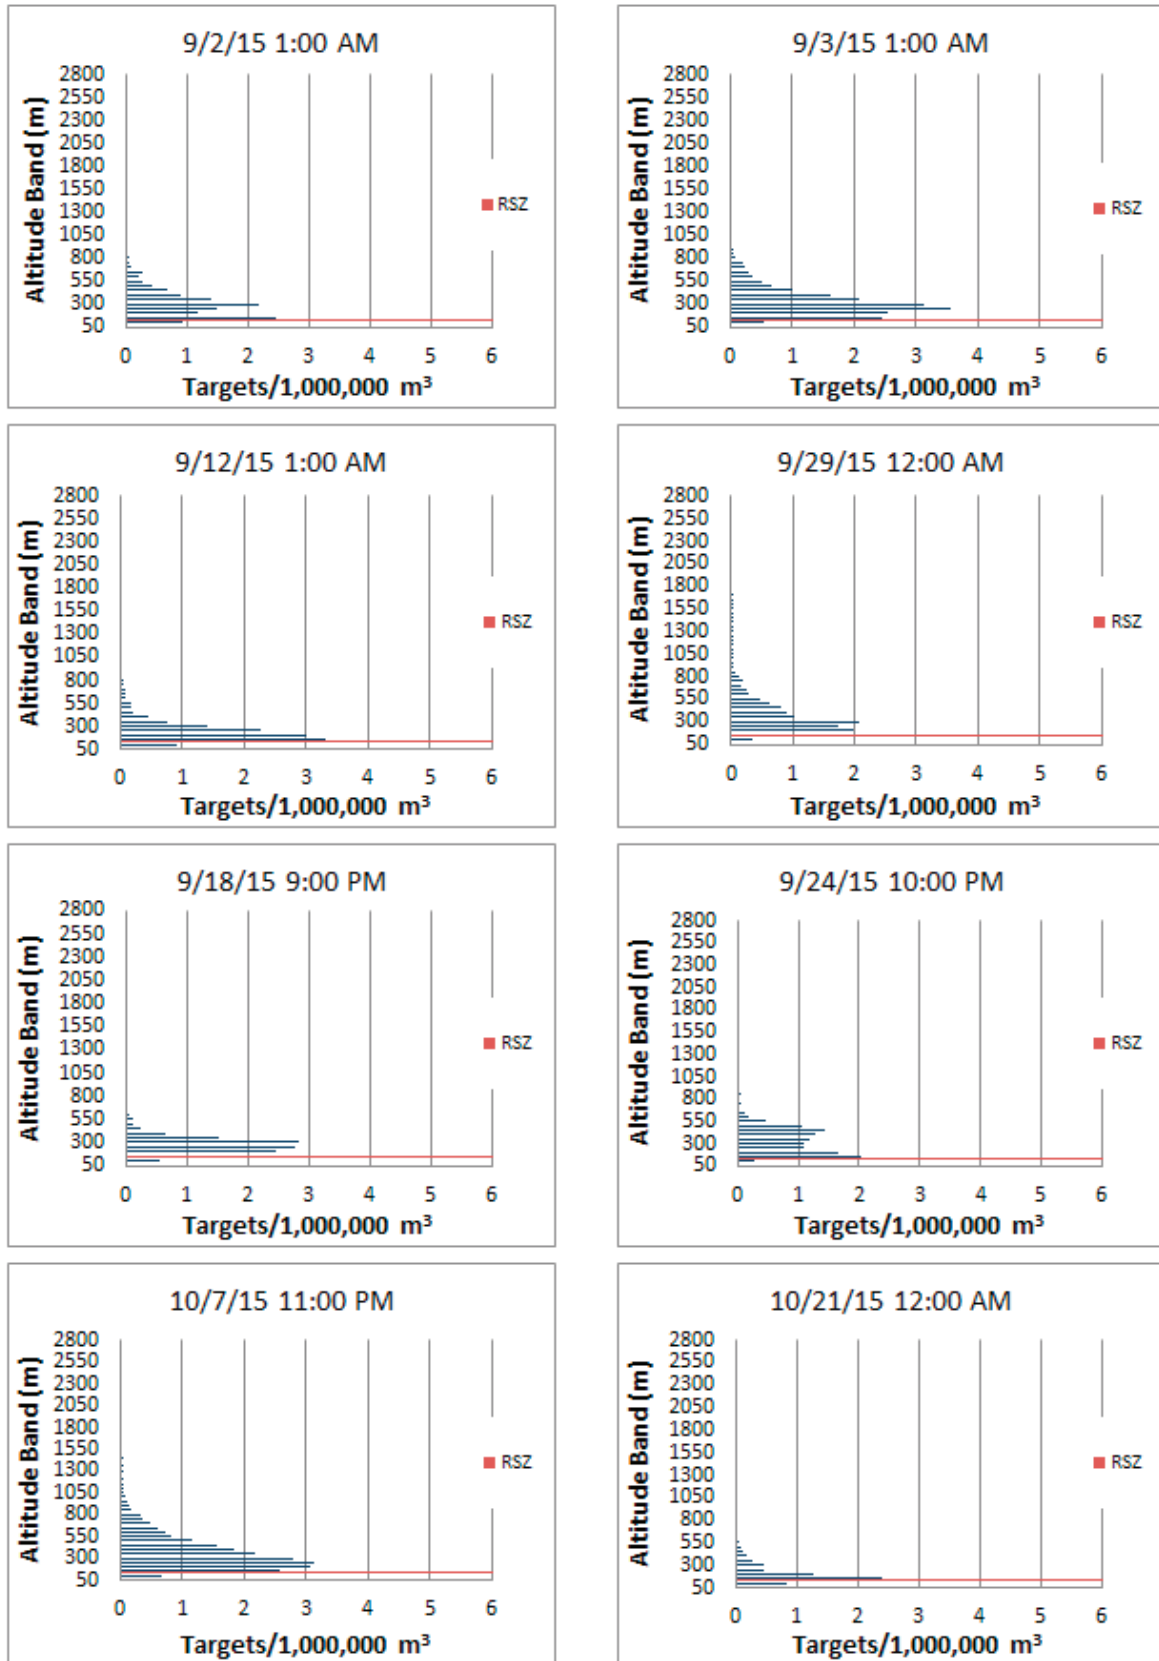 9/2/15 1:00 AM
Altitude Band (m)
2800
2550
2300
2050
1800
1550
1300
1050
800
550
300
50
0 1 2 3 4 5 6
Targets/1,000,000 m³
RSZ
9/3/15 1:00 AM
Altitude Band (m)
2800
2550
2300
2050
1800
1550
1300
1050
800
550
300
50
0 1 2 3 4 5 6
Targets/1,000,000 m³
RSZ
9/12/15 1:00 AM
Altitude Band (m)
2800
2550
2300
2050
1800
1550
1300
1050
800
550
300
50
0 1 2 3 4 5 6
Targets/1,000,000 m³
RSZ
9/29/15 12:00 AM
Altitude Band (m)
2800
2550
2300
2050
1800
1550
1300
1050
800
550
300
50
0 1 2 3 4 5 6
Targets/1,000,000 m³
RSZ
9/18/15 9:00 PM
Altitude Band (m)
2800
2550
2300
2050
1800
1550
1300
1050
800
550
300
50
0 1 2 3 4 5 6
Targets/1,000,000 m³
RSZ
9/24/15 10:00 PM
Altitude Band (m)
2800
2550
2300
2050
1800
1550
1300
1050
800
550
300
50
0 1 2 3 4 5 6
Targets/1,000,000 m³
RSZ
10/7/15 11:00 PM
Altitude Band (m)
2800
2550
2300
2050
1800
1550
1300
1050
800
550
300
50
0 1 2 3 4 5 6
Targets/1,000,000 m³
RSZ
10/21/15 12:00 AM
Altitude Band (m)
2800
2550
2300
2050
1800
1550
1300
1050
800
550
300
50
0 1 2 3 4 5 6
Targets/1,000,000 m³
RSZ